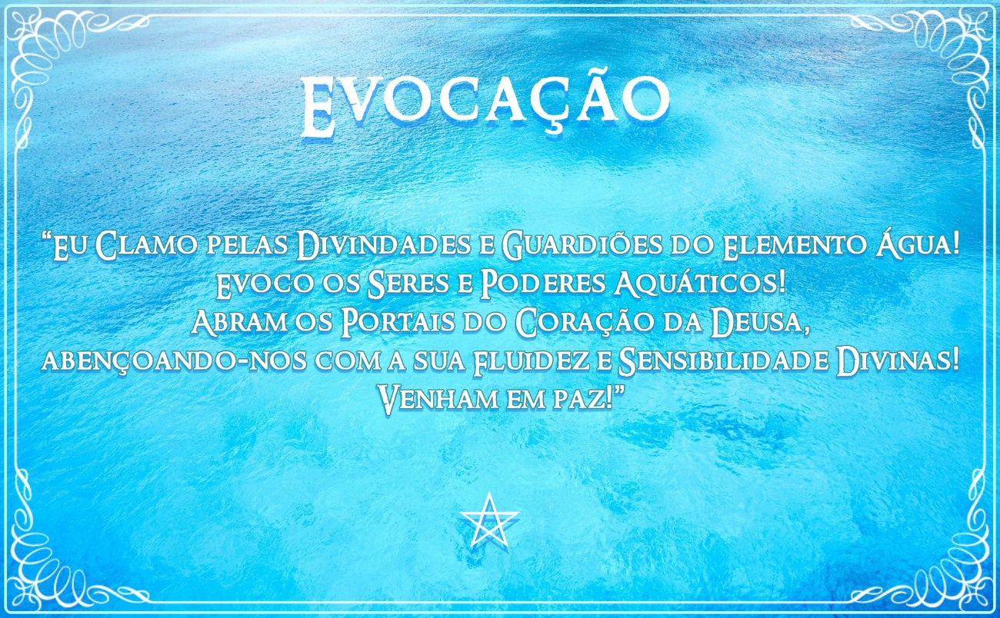 Evocação
“Eu Clamo pelas Divindades e Guardiões do Elemento Água!
Evoco os Seres e Poderes Aquáticos!
Abram os Portais do Coração da Deusa,
abençoando-nos com a sua Fluidez e Sensibilidade Divinas!
Venham em paz!”